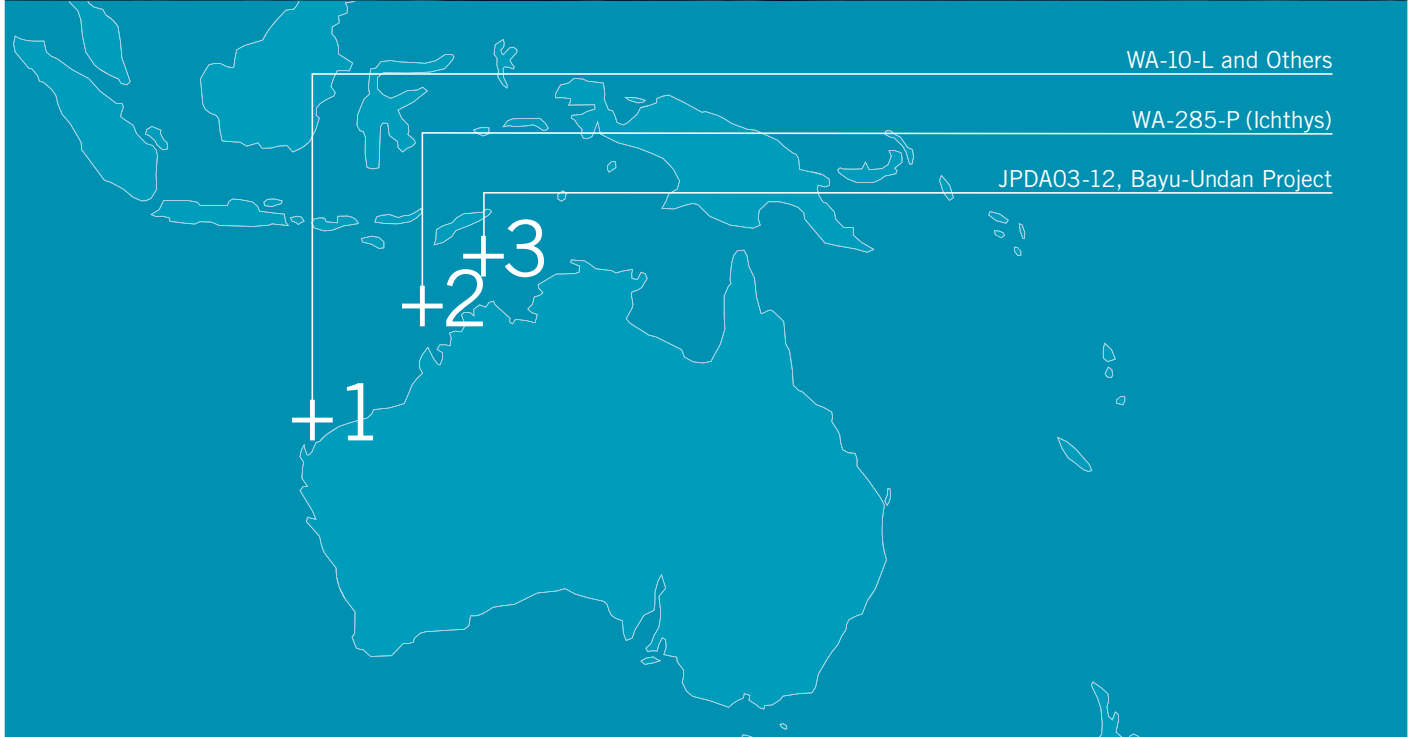 WA-10-L and Others
WA-285-P (Ichthys)
JPDA03-12, Bayu-Undan Project
+3
+2
+1